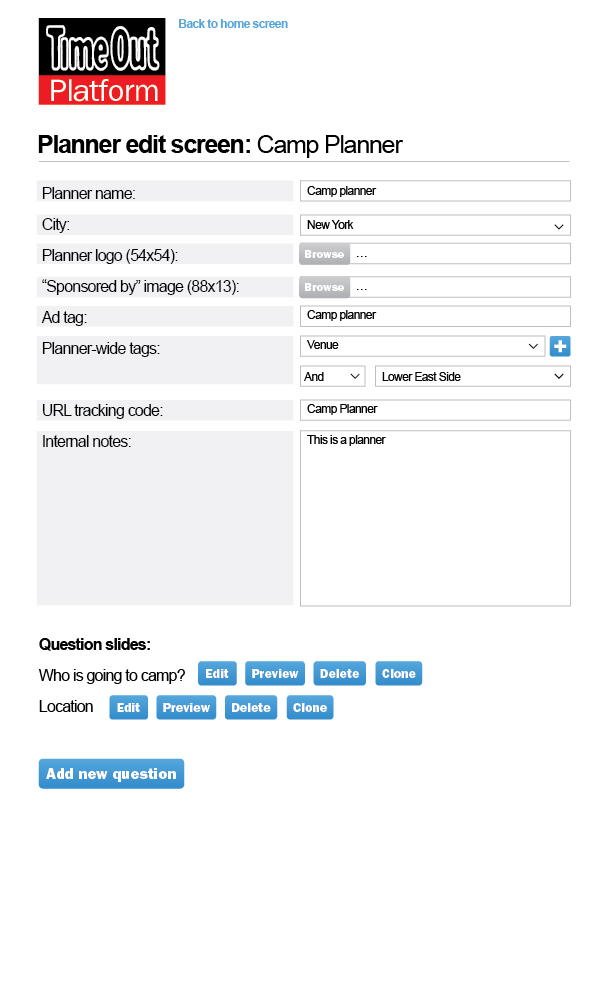 Back to home screen
Time Out
Platform
Planner edit screen: Camp Planner
Planner name: Camp planner
City: New York
Planner logo (54x54): Browse ...
“Sponsored by” image (88x13): Browse ...
Ad tag: Camp planner
Planner-wide tags: Venue
And Lower East Side
URL tracking code: Camp Planner
Internal notes: This is a planner
Question slides:
Who is going to camp? Edit Preview Delete Clone
Location Edit Preview Delete Clone
Add new question